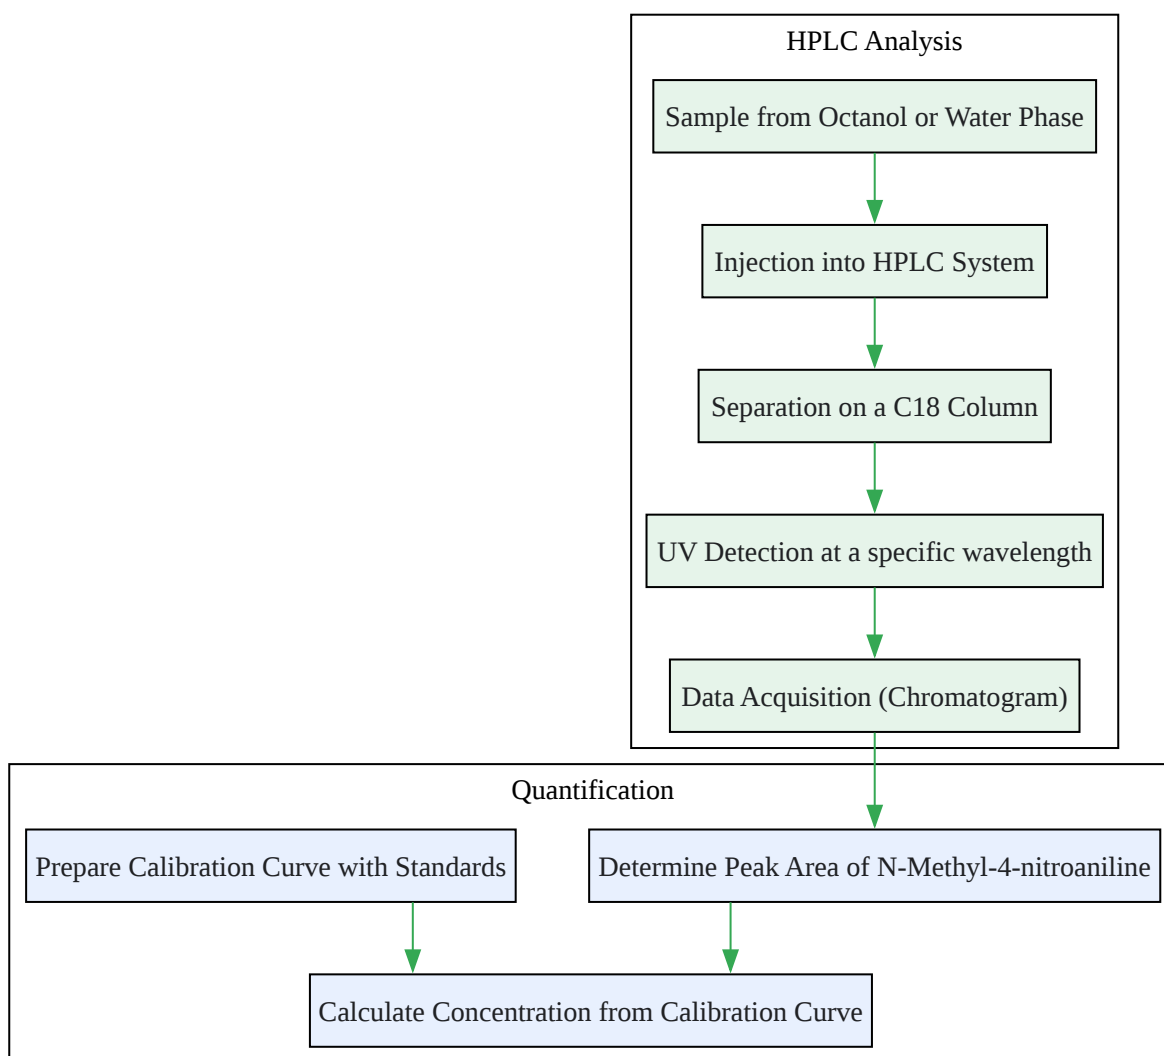 HPLC Analysis
Sample from Octanol or Water Phase
Injection into HPLC System
Separation on a C18 Column
UV Detection at a specific wavelength
Data Acquisition (Chromatogram)
Quantification
Prepare Calibration Curve with Standards
Determine Peak Area of N-Methyl-4-nitroaniline
Calculate Concentration from Calibration Curve